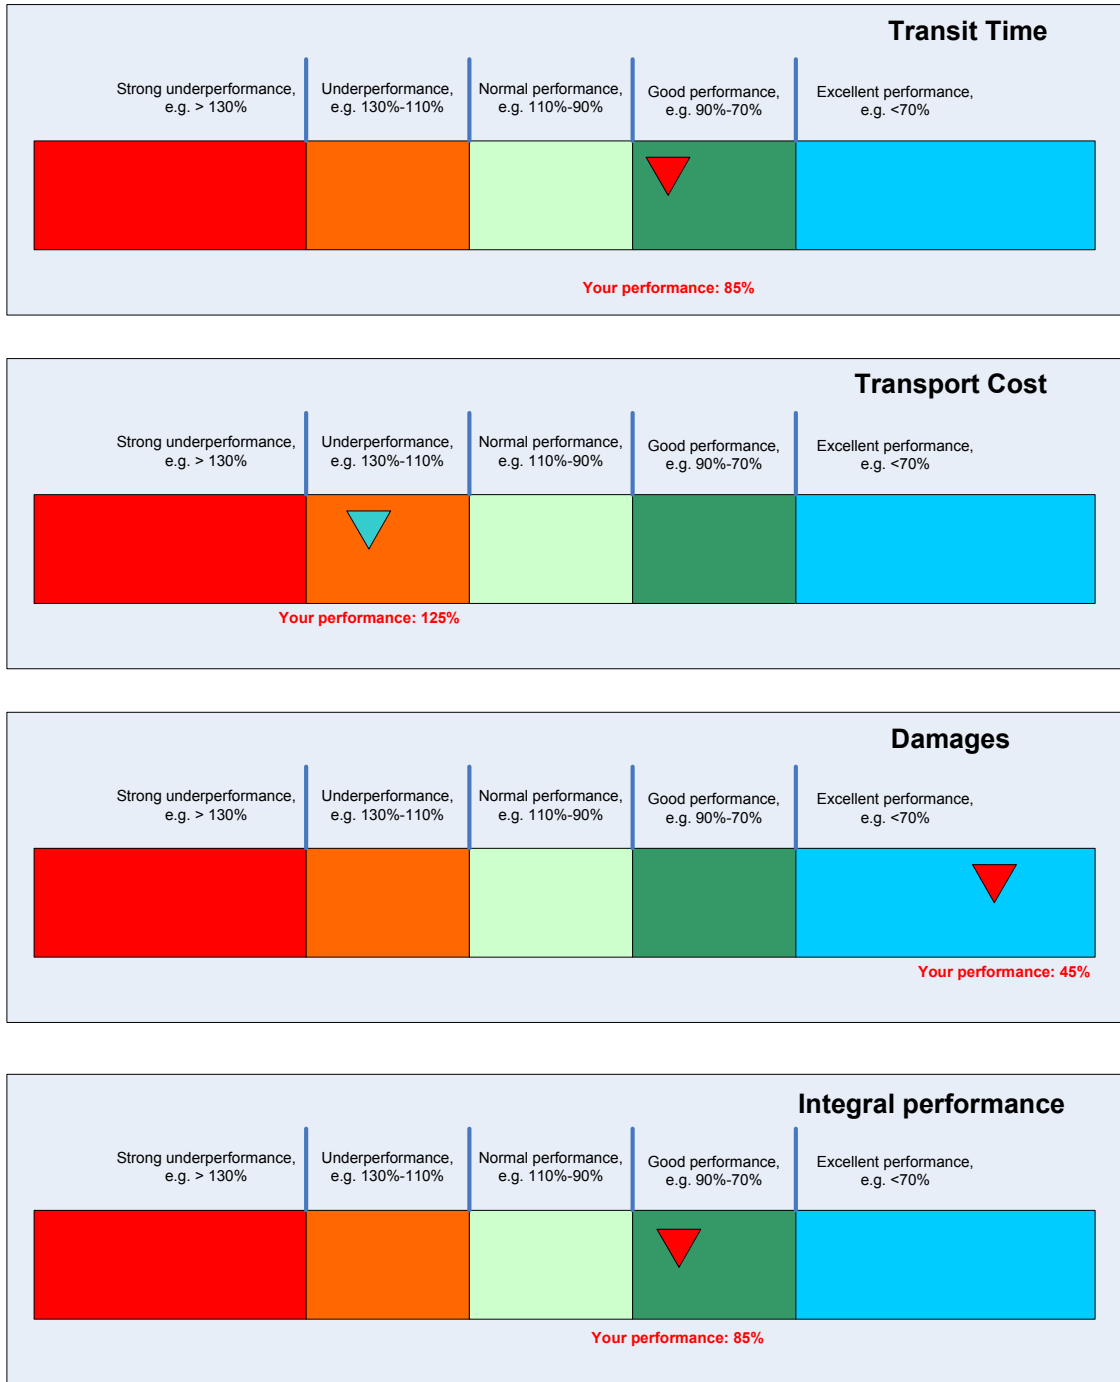 Transit Time
Strong underperformance,
e.g. > 130%
Underperformance,
e.g. 130%-110%
Normal performance,
e.g. 110%-90%
Good performance,
e.g. 90%-70%
Excellent performance,
e.g. <70%
Your performance: 85%
Transport Cost
Strong underperformance,
e.g. > 130%
Underperformance,
e.g. 130%-110%
Normal performance,
e.g. 110%-90%
Good performance,
e.g. 90%-70%
Excellent performance,
e.g. <70%
Your performance: 125%
Damages
Strong underperformance,
e.g. > 130%
Underperformance,
e.g. 130%-110%
Normal performance,
e.g. 110%-90%
Good performance,
e.g. 90%-70%
Excellent performance,
e.g. <70%
Your performance: 45%
Integral performance
Strong underperformance,
e.g. > 130%
Underperformance,
e.g. 130%-110%
Normal performance,
e.g. 110%-90%
Good performance,
e.g. 90%-70%
Excellent performance,
e.g. <70%
Your performance: 85%